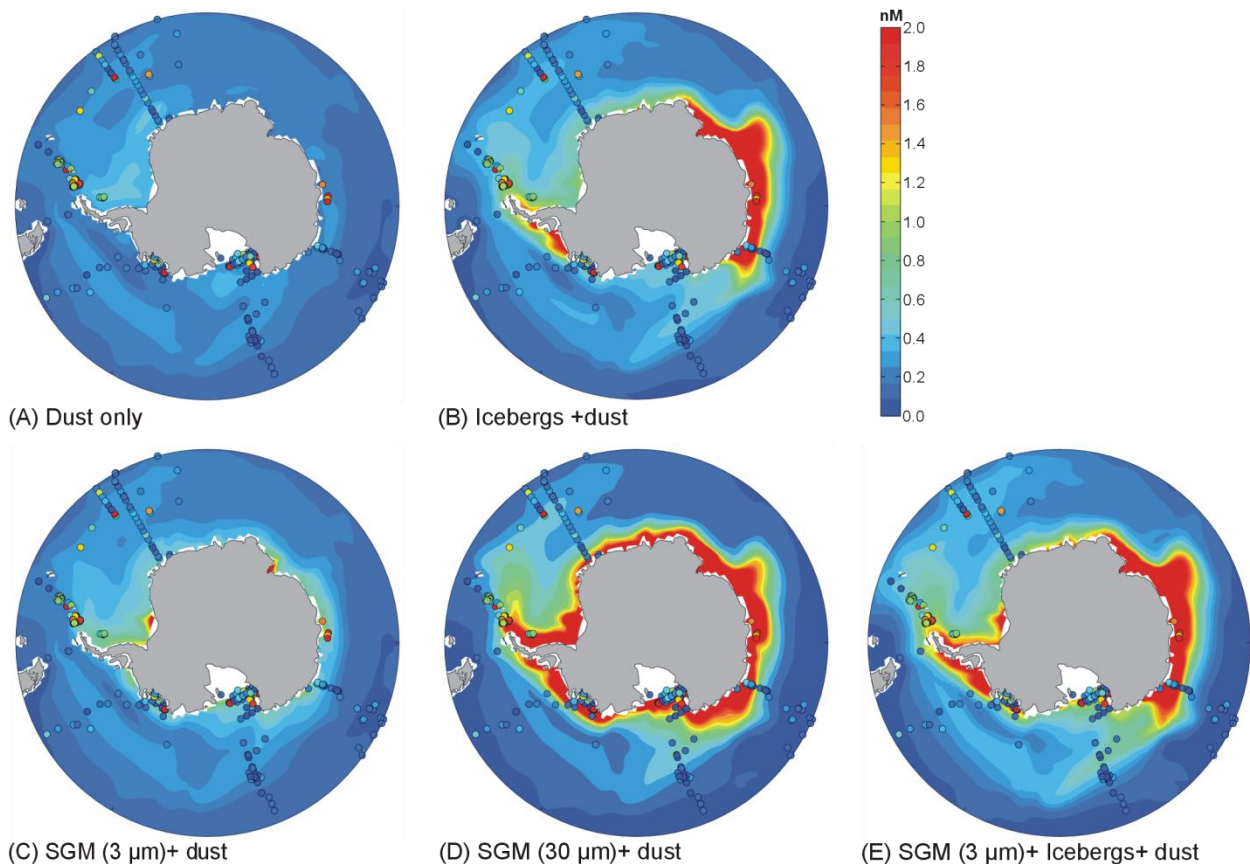 nM
2.0
1.8
1.6
1.4
1.2
1.0
0.8
0.6
0.4
0.2
0.0
(A) Dust only
(B) Icebergs +dust
(C) SGM (3 µm)+ dust
(D) SGM (30 µm)+ dust
(E) SGM (3 µm)+ Icebergs+ dust